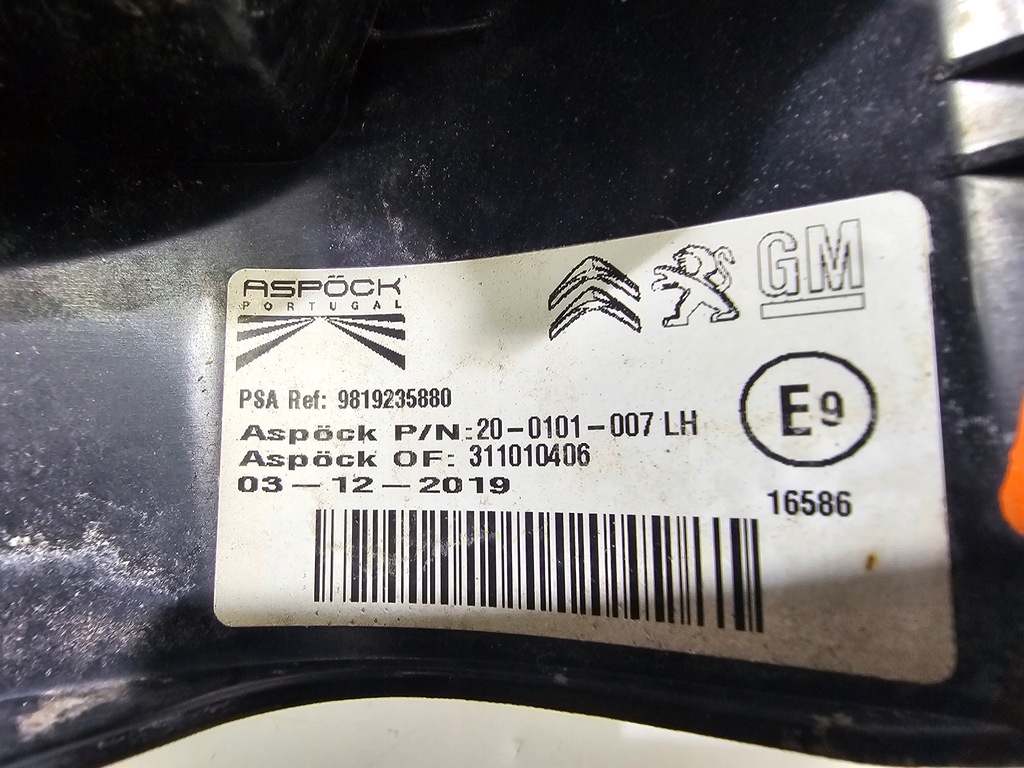 ASPÖCK
PORTUGAL
GM
PSA Ref: 9819235880
Aspöck P/N:20-0101-007 LH
Aspöck OF: 311010406
03-12-2019
E9
16586